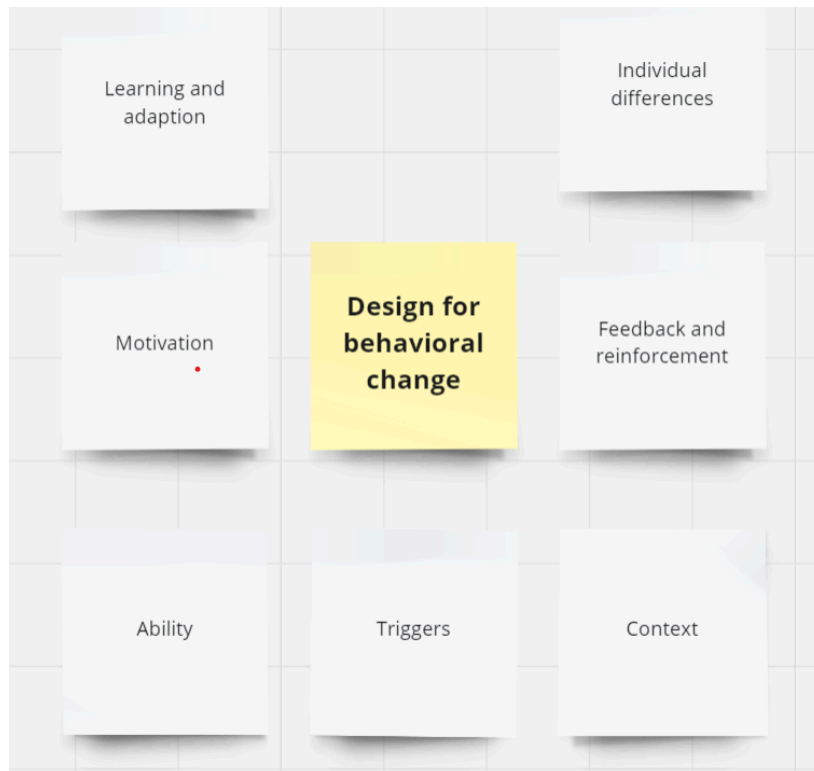 Learning and
adaption
Individual
differences
Motivation
Design for
behavioral
change
Feedback and
reinforcement
Ability
Triggers
Context